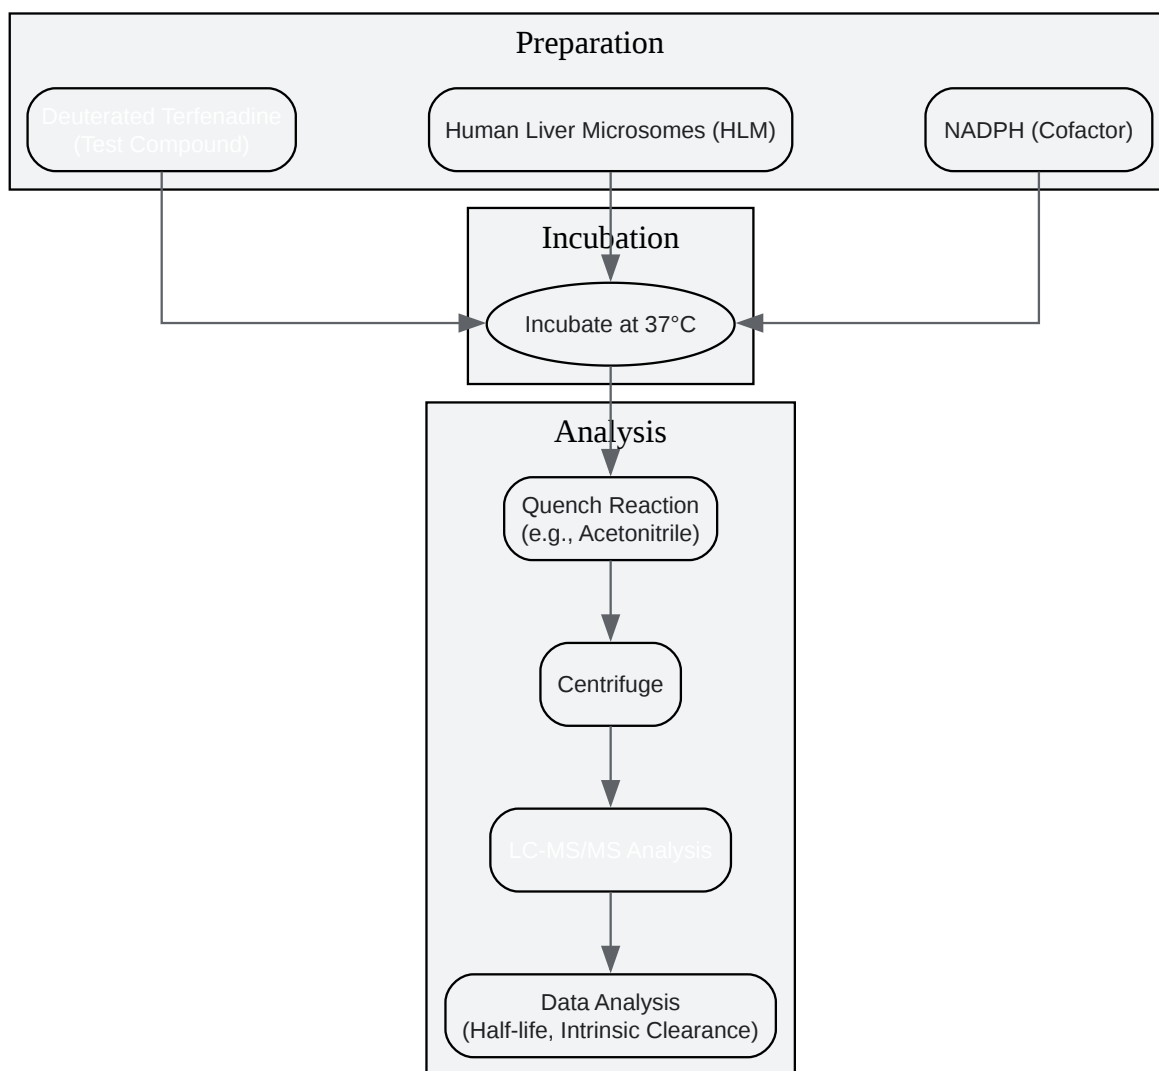 Preparation
Deuterated Terfenadine
(Test Compound)
Human Liver Microsomes (HLM)
NADPH (Cofactor)
Incubation
Incubate at 37°C
Analysis
Quench Reaction
(e.g., Acetonitrile)
Centrifuge
LC-MS/MS Analysis
Data Analysis
(Half-life, Intrinsic Clearance)